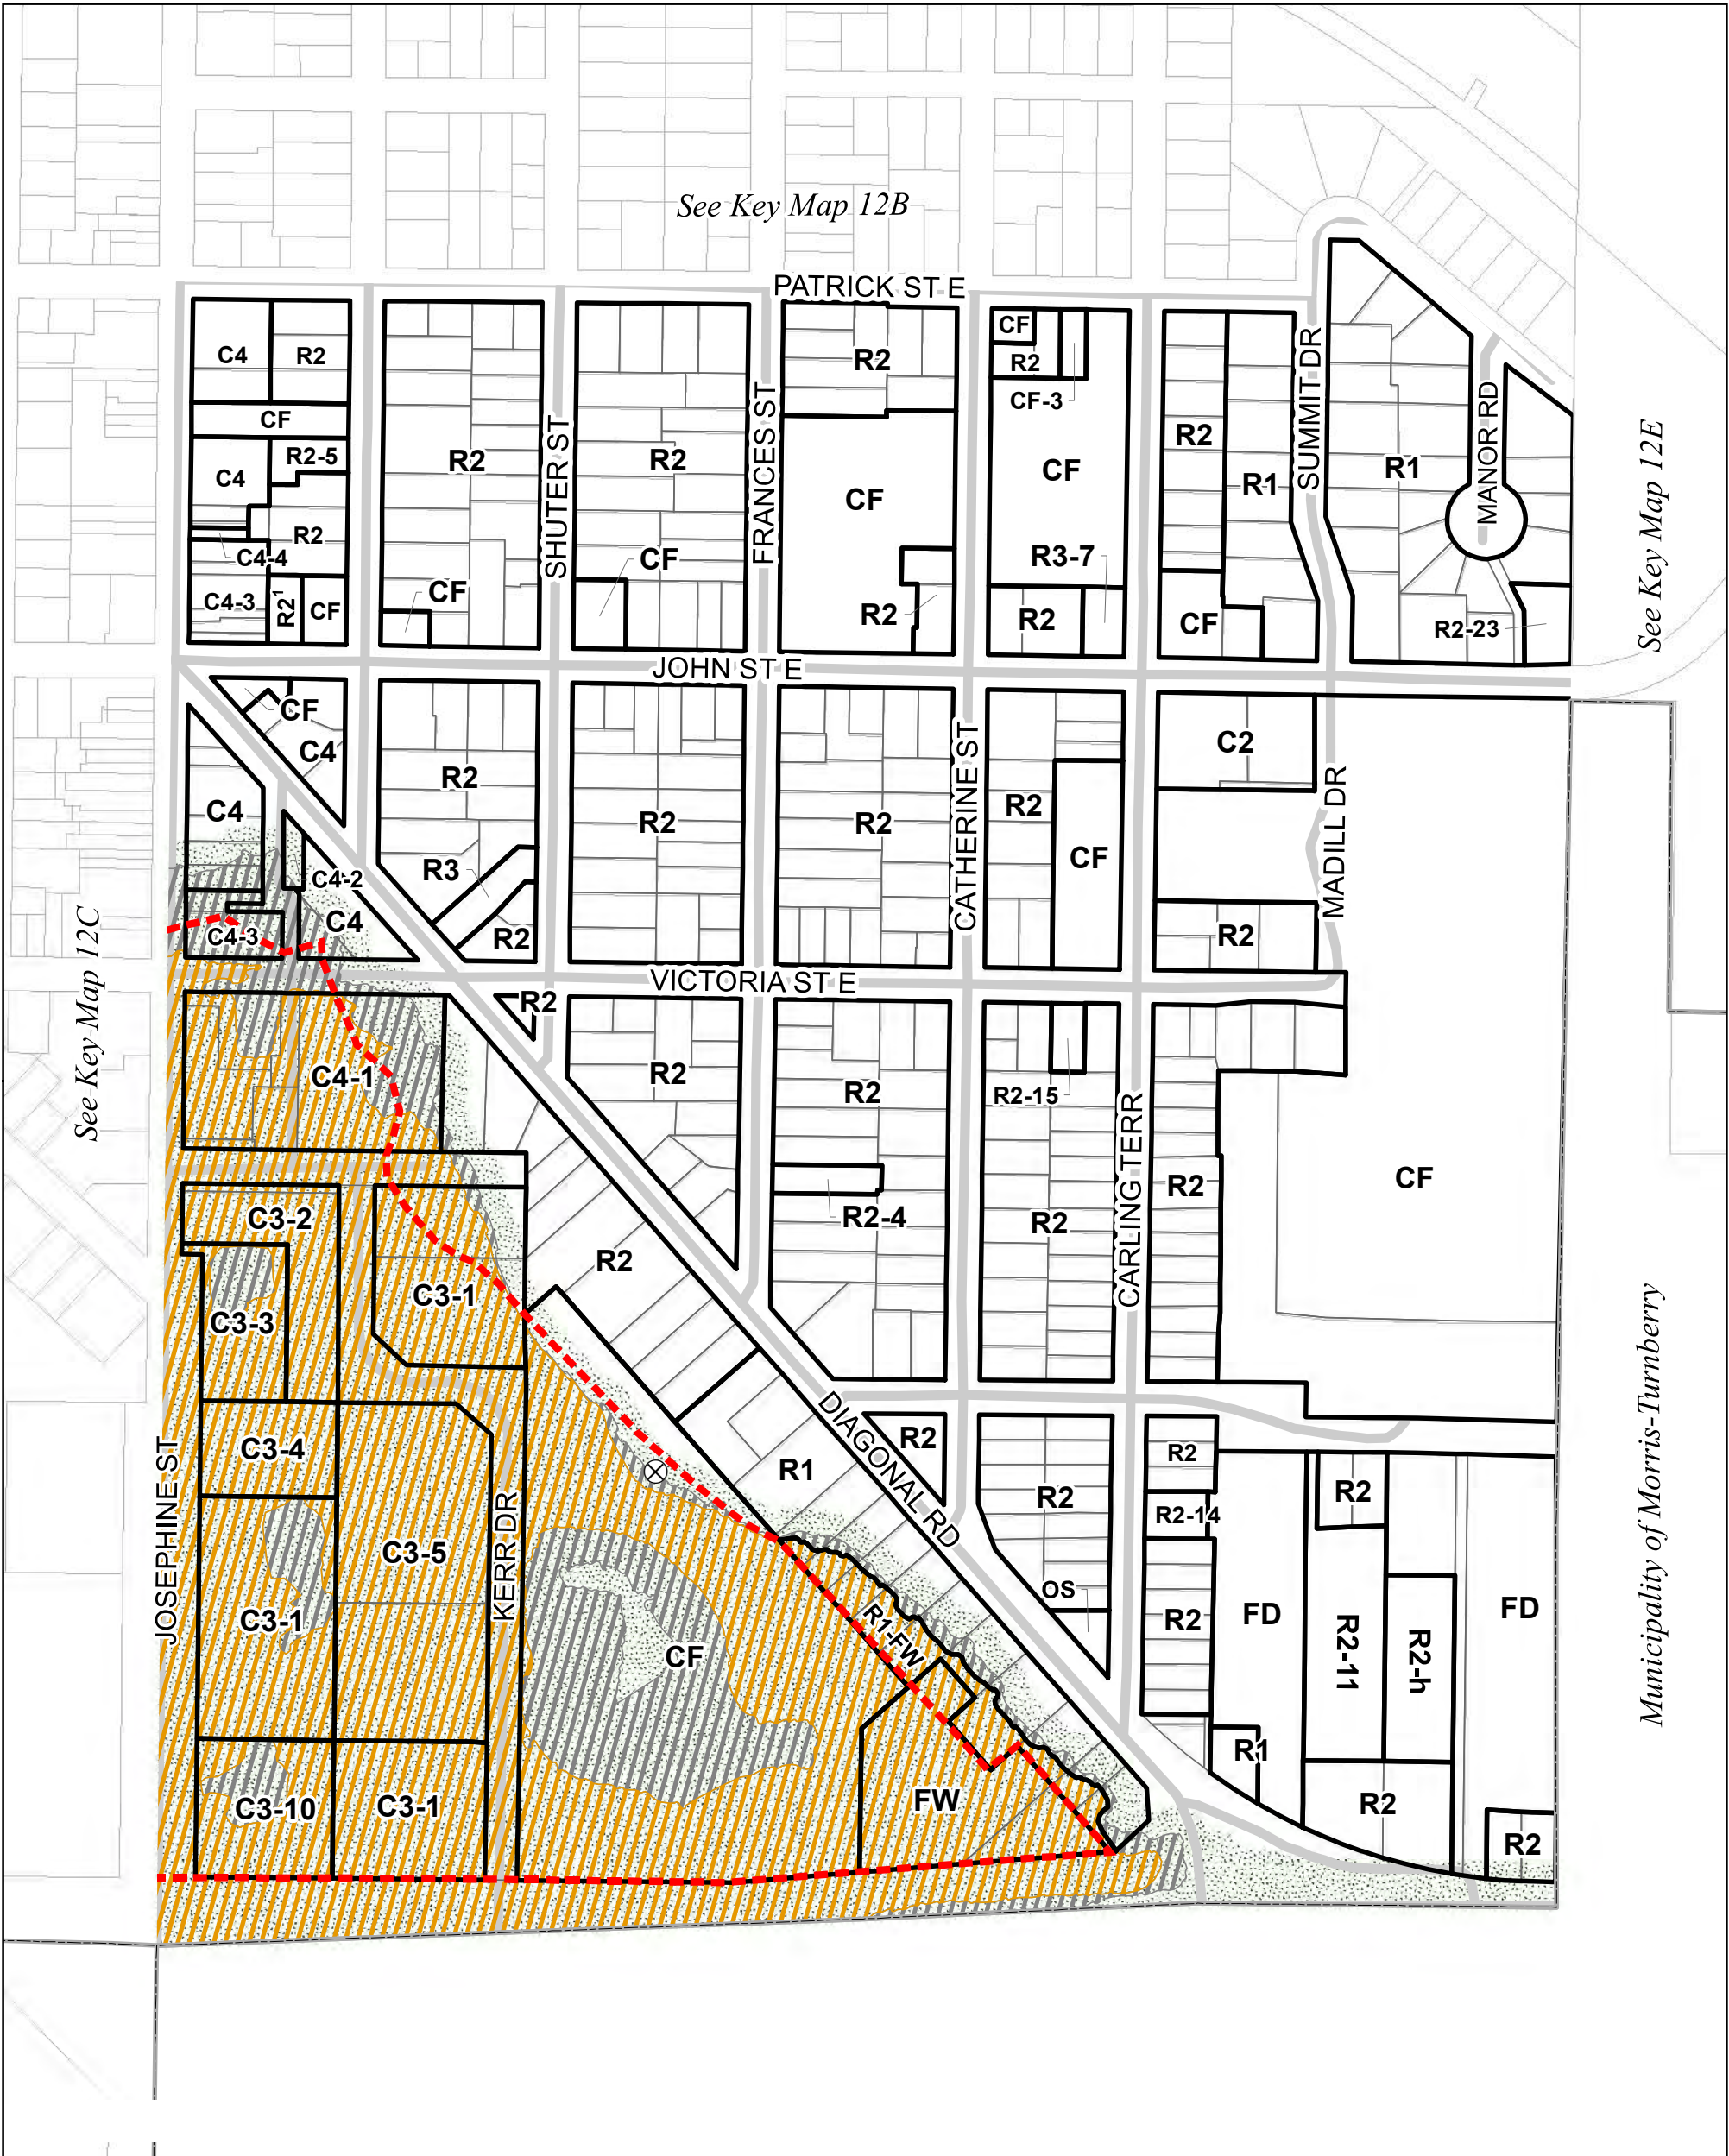 See Key Map 12B
PATRICK ST E
CF
C4
R2
R2
R2
CF-3
CF
R2-5
C4
R2
C4-4
C4-3
R2¹
CF
R2
CF
SHUTER ST
R2
CF
FRANCES ST
CF
R2
CF
R3-7
R2
R2
R1
CF
SUMMIT DR
R1
MANOR RD
R2-23
See Key Map 12E
JOHN ST E
CF
C4
C4
C4-2
C4
C4-3
R2
R3
R2
R2
R2
CATHERINE ST
R2
CF
C2
R2
MADILL DR
See Key Map 12C
VICTORIA ST E
R2
C4-1
R2
R2
R2-4
R2-15
R2
CARLING TERR
R2
CF
R2
C3-2
C3-3
C3-1
C3-4
C3-5
C3-1
C3-10
C3-1
JOSEPHINE ST
KERR DR
R1
DIAGONAL RD
R2
R2
OS
CF
R1-FW
FW
R2
R2-14
R2
FD
R2
R2-11
R2-h
FD
R1
R2
R2
Municipality of Morris-Turnberry